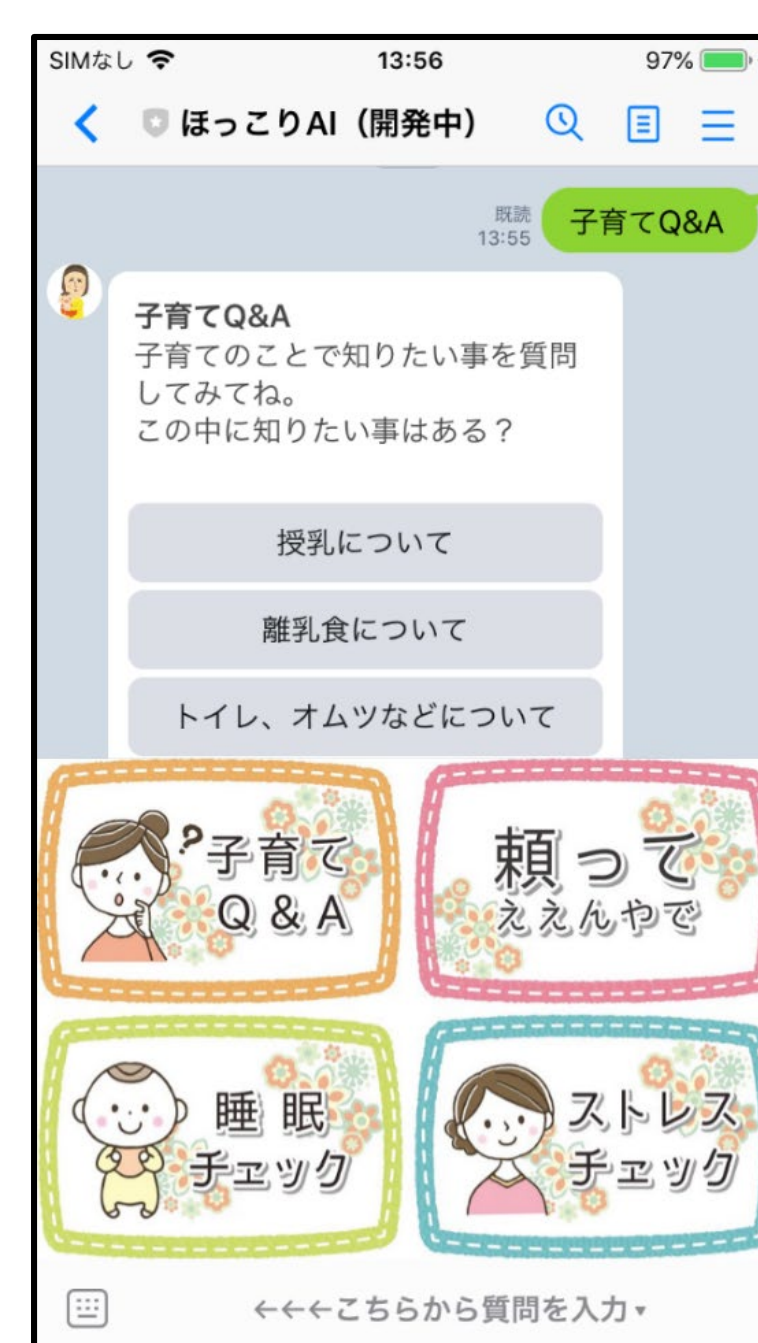 SIMなし 13:56 97%
ほっこりAI（開発中）
既読
13:55
子育てQ&A
子育てQ&A
子育てのことで知りたい事を質問
してみてね。
この中に知りたい事はある？
授乳について
離乳食について
トイレ、オムツなどについて
?子育て
Q&A
頼って
ええんやで
睡眠
チェック
ストレス
チェック
←←←こちらから質問を入力▾